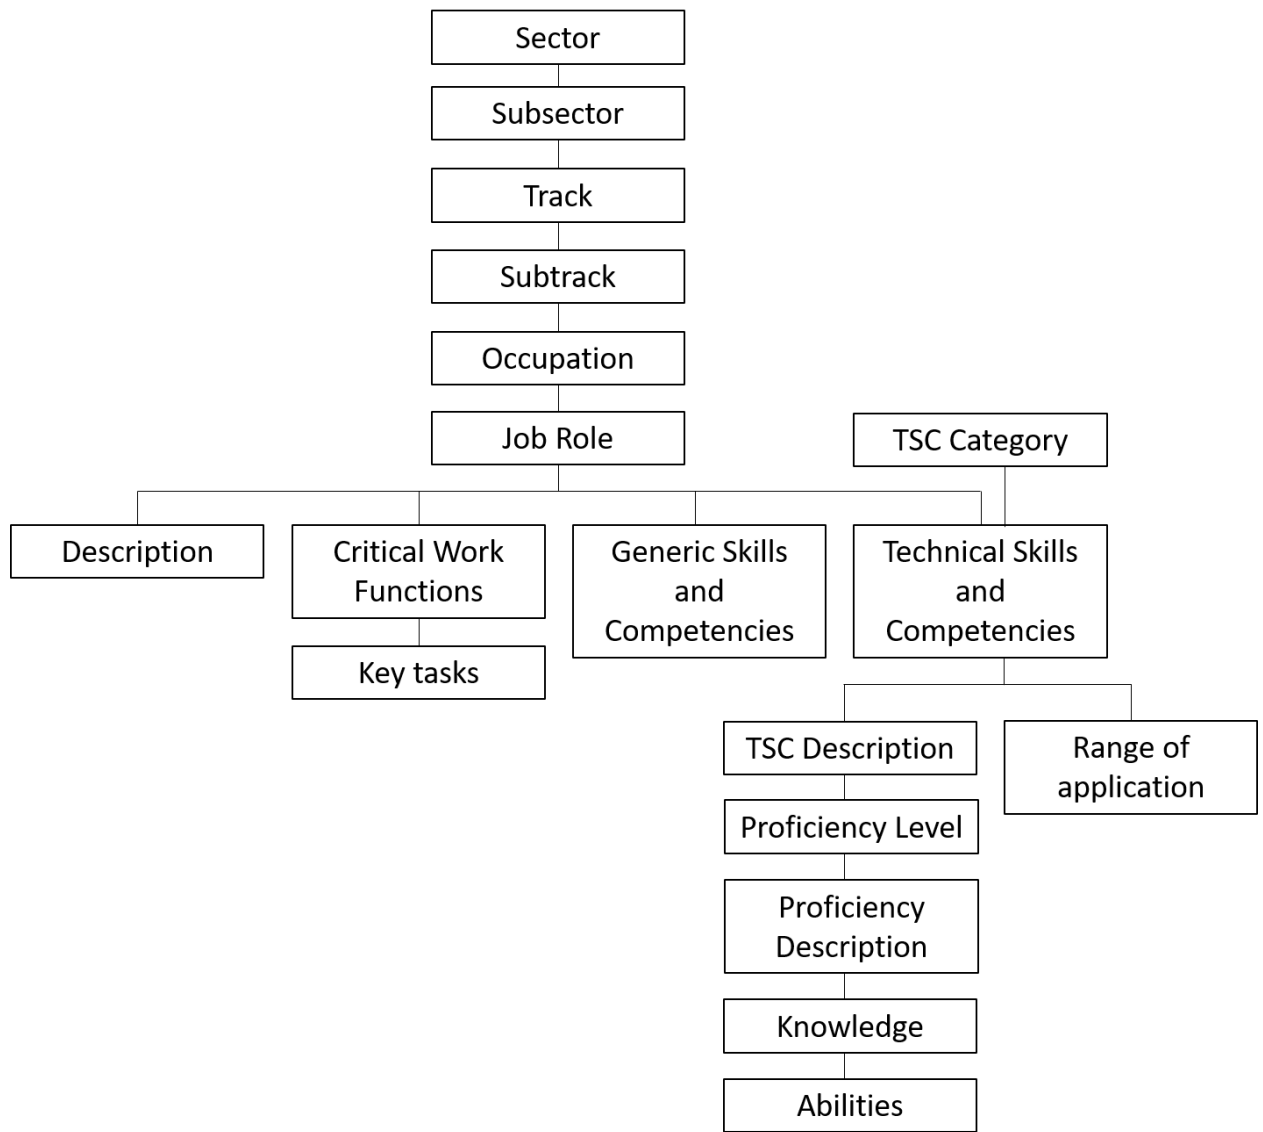 Sector
Subsector
Track
Subtrack
Occupation
Job Role
TSC Category
Description
Critical Work
Functions
Generic Skills
and
Competencies
Technical Skills
and
Competencies
Key tasks
TSC Description
Range of
application
Proficiency Level
Proficiency
Description
Knowledge
Abilities